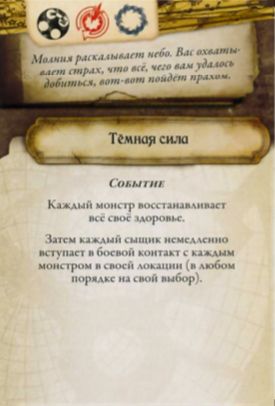 Молния раскалывает небо. Вас охваты-
вает страх, что всё, чего вам удалось
добиться, вот-вот пойдёт прахом.
Тёмная сила
Событие
Каждый монстр восстанавливает
всё своё здоровье.
Затем каждый сыщик немедленно
вступает в боевой контакт с каждым
монстром в своей локации (в любом
порядке на свой выбор).